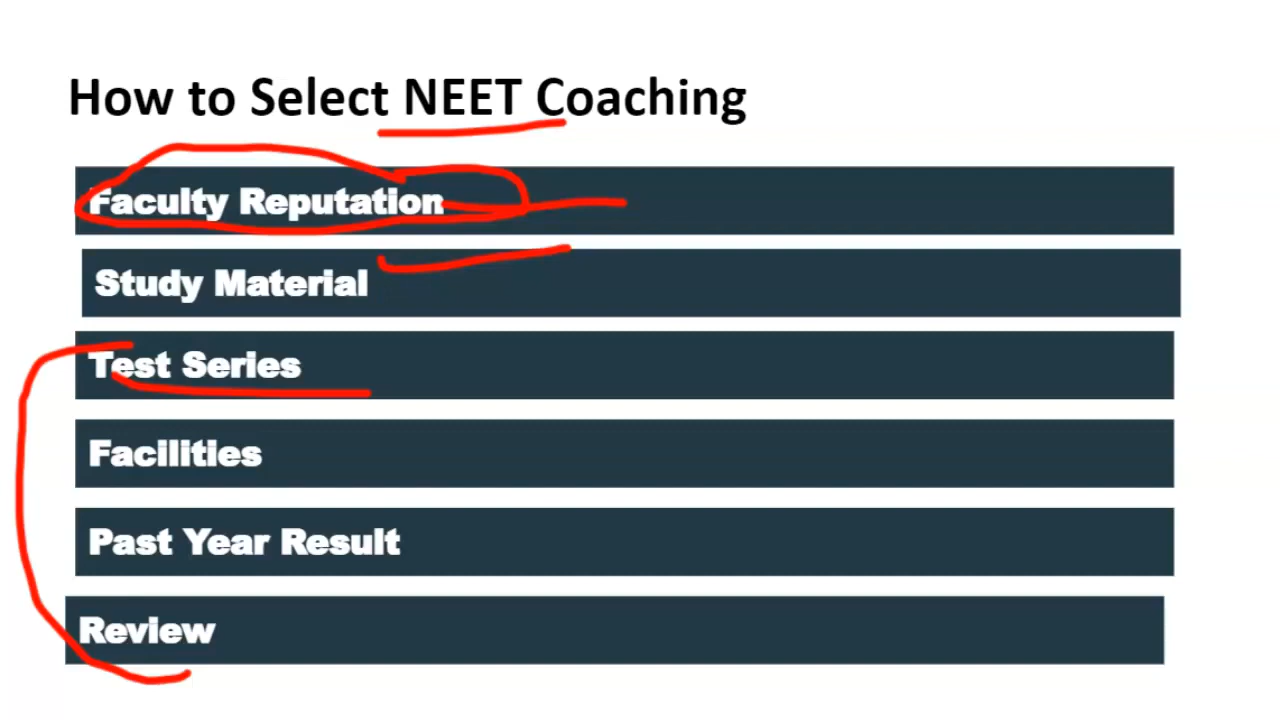 How to Select NEET Coaching
Faculty Reputation
Study Material
Test Series
Facilities
Past Year Result
Review